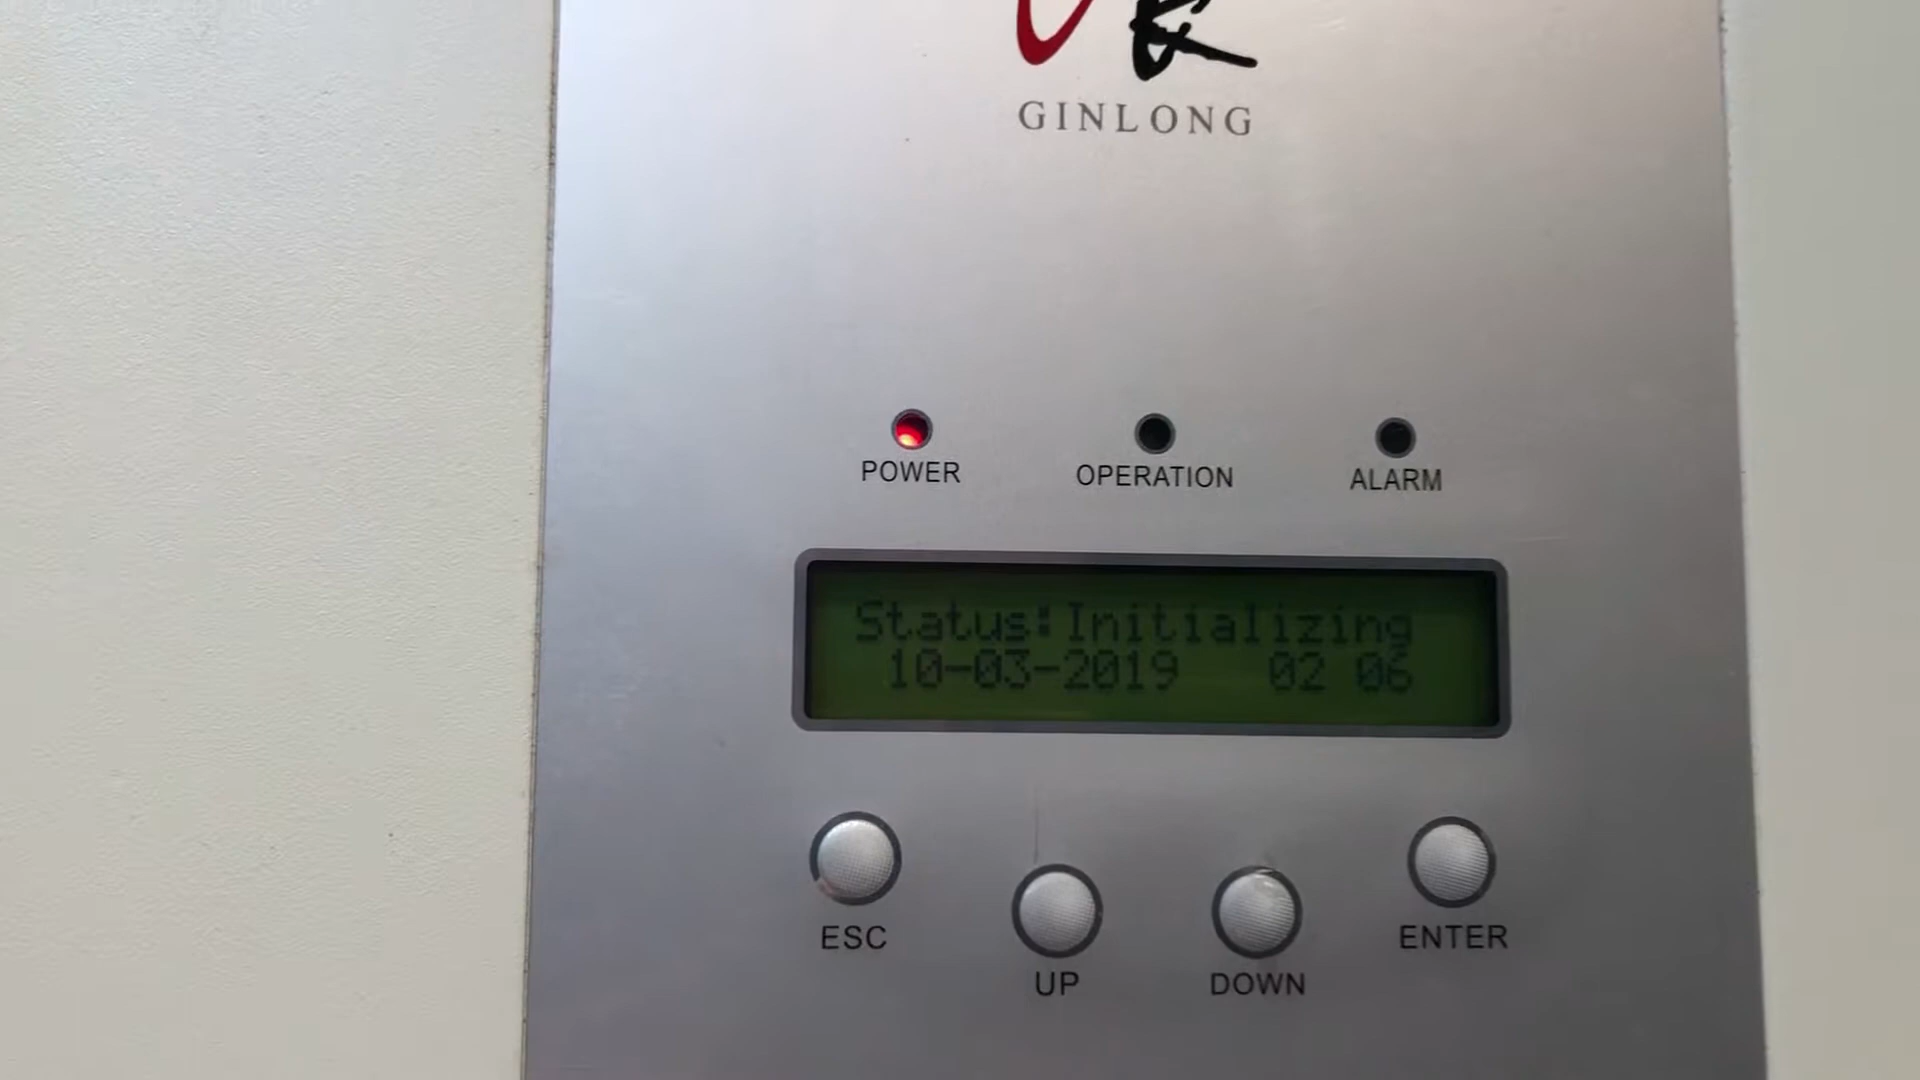 GINLONG
POWER OPERATION ALARM
Status:Initializing
10-03-2019 02 06
ESC UP DOWN ENTER